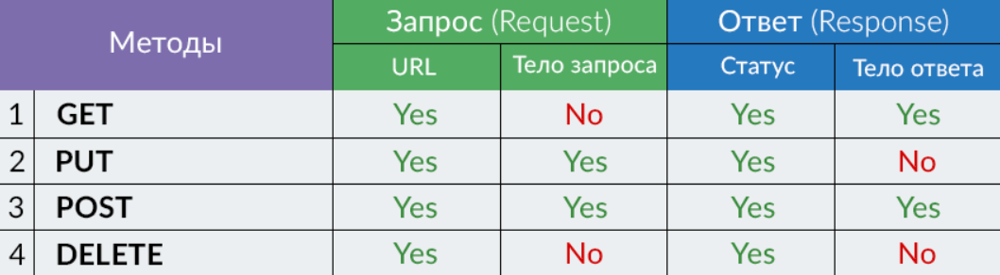 Методы
Запрос (Request)
Ответ (Response)
URL
Тело запроса
Статус
Тело ответа
1 GET Yes No Yes Yes
2 PUT Yes Yes Yes No
3 POST Yes Yes Yes Yes
4 DELETE Yes No Yes No